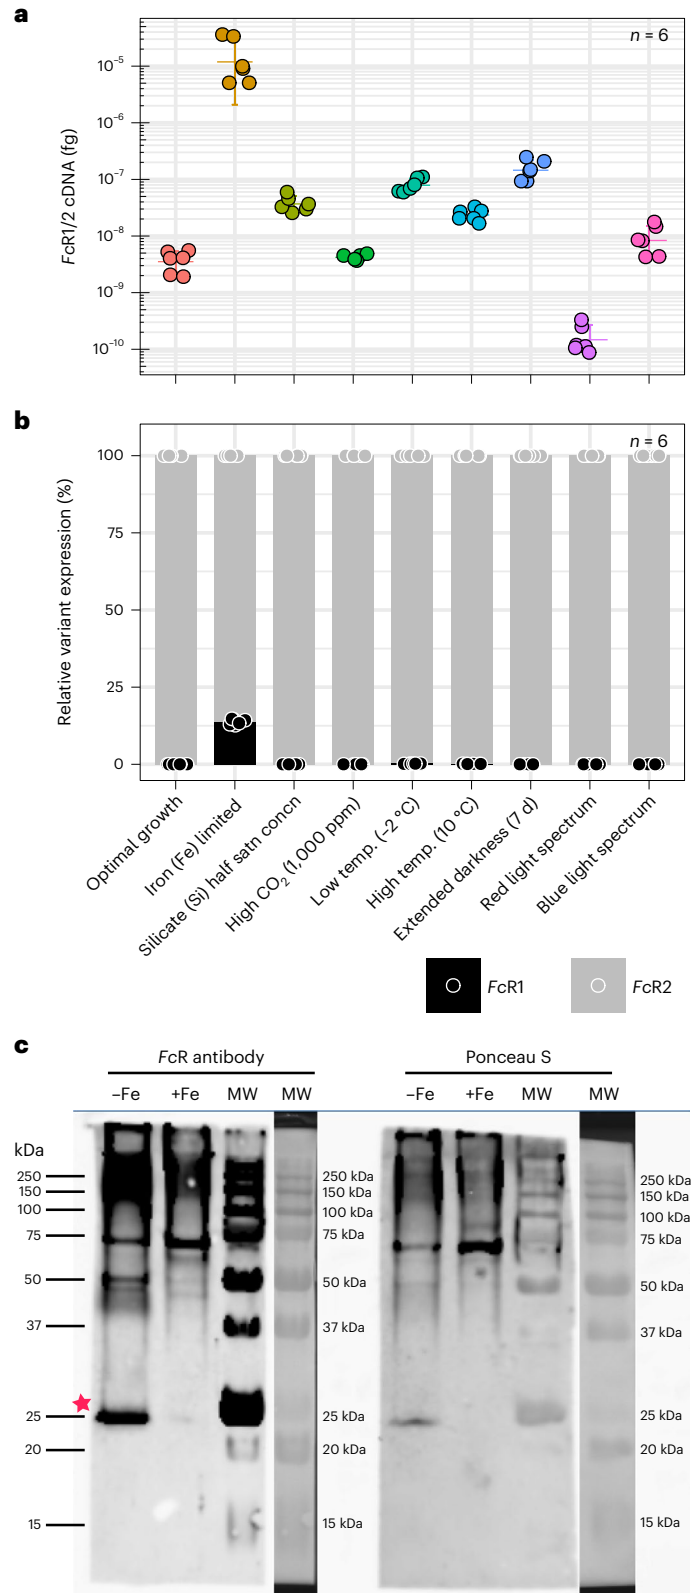 a
n = 6
FcR1/2 cDNA (fg)
10⁻⁵
10⁻⁶
10⁻⁷
10⁻⁸
10⁻⁹
10⁻¹⁰
b
n = 6
Relative variant expression (%)
100
75
50
25
0
Optimal growth
Iron (Fe) limited
Silicate (Si) half satn concn
High CO₂ (1,000 ppm)
Low temp. (−2 °C)
High temp. (10 °C)
Extended darkness (7 d)
Red light spectrum
Blue light spectrum
FcR1
FcR2
c
FcR antibody
Ponceau S
−Fe +Fe MW MW
−Fe +Fe MW MW
kDa
250
150
100
75
50
37
25
20
15
250 kDa
150 kDa
100 kDa
75 kDa
50 kDa
37 kDa
25 kDa
20 kDa
15 kDa
250 kDa
150 kDa
100 kDa
75 kDa
50 kDa
37 kDa
25 kDa
20 kDa
15 kDa